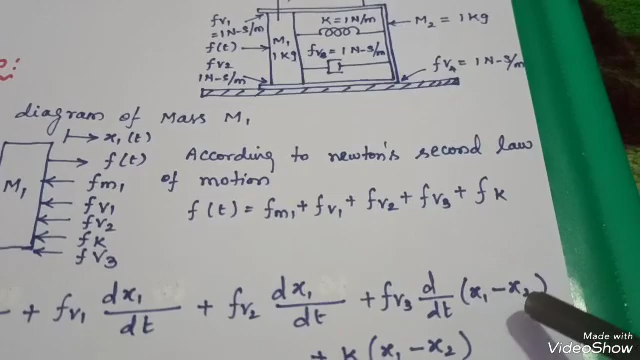 fv₁
=1N-S/m
K=1N/m
M₂ = 1kg
f(t)
M₁
1kg
fv₃=1N-S/m
fv₂
1N-S/m
fv₄=1N-S/m
diagram of Mass M₁
x₁(t)
f(t)
M₁
fm₁
fv₁
fv₂
fK
fv₃
According to newton's second law
of motion
f(t) = fm₁ + fv₁ + fv₂ + fv₃ + fK
+ fv₁ dx₁/dt + fv₂ dx₁/dt + fv₃ d/dt (x₁-x₂)
+ K(x₁-x₂)
Made with
VideoShow